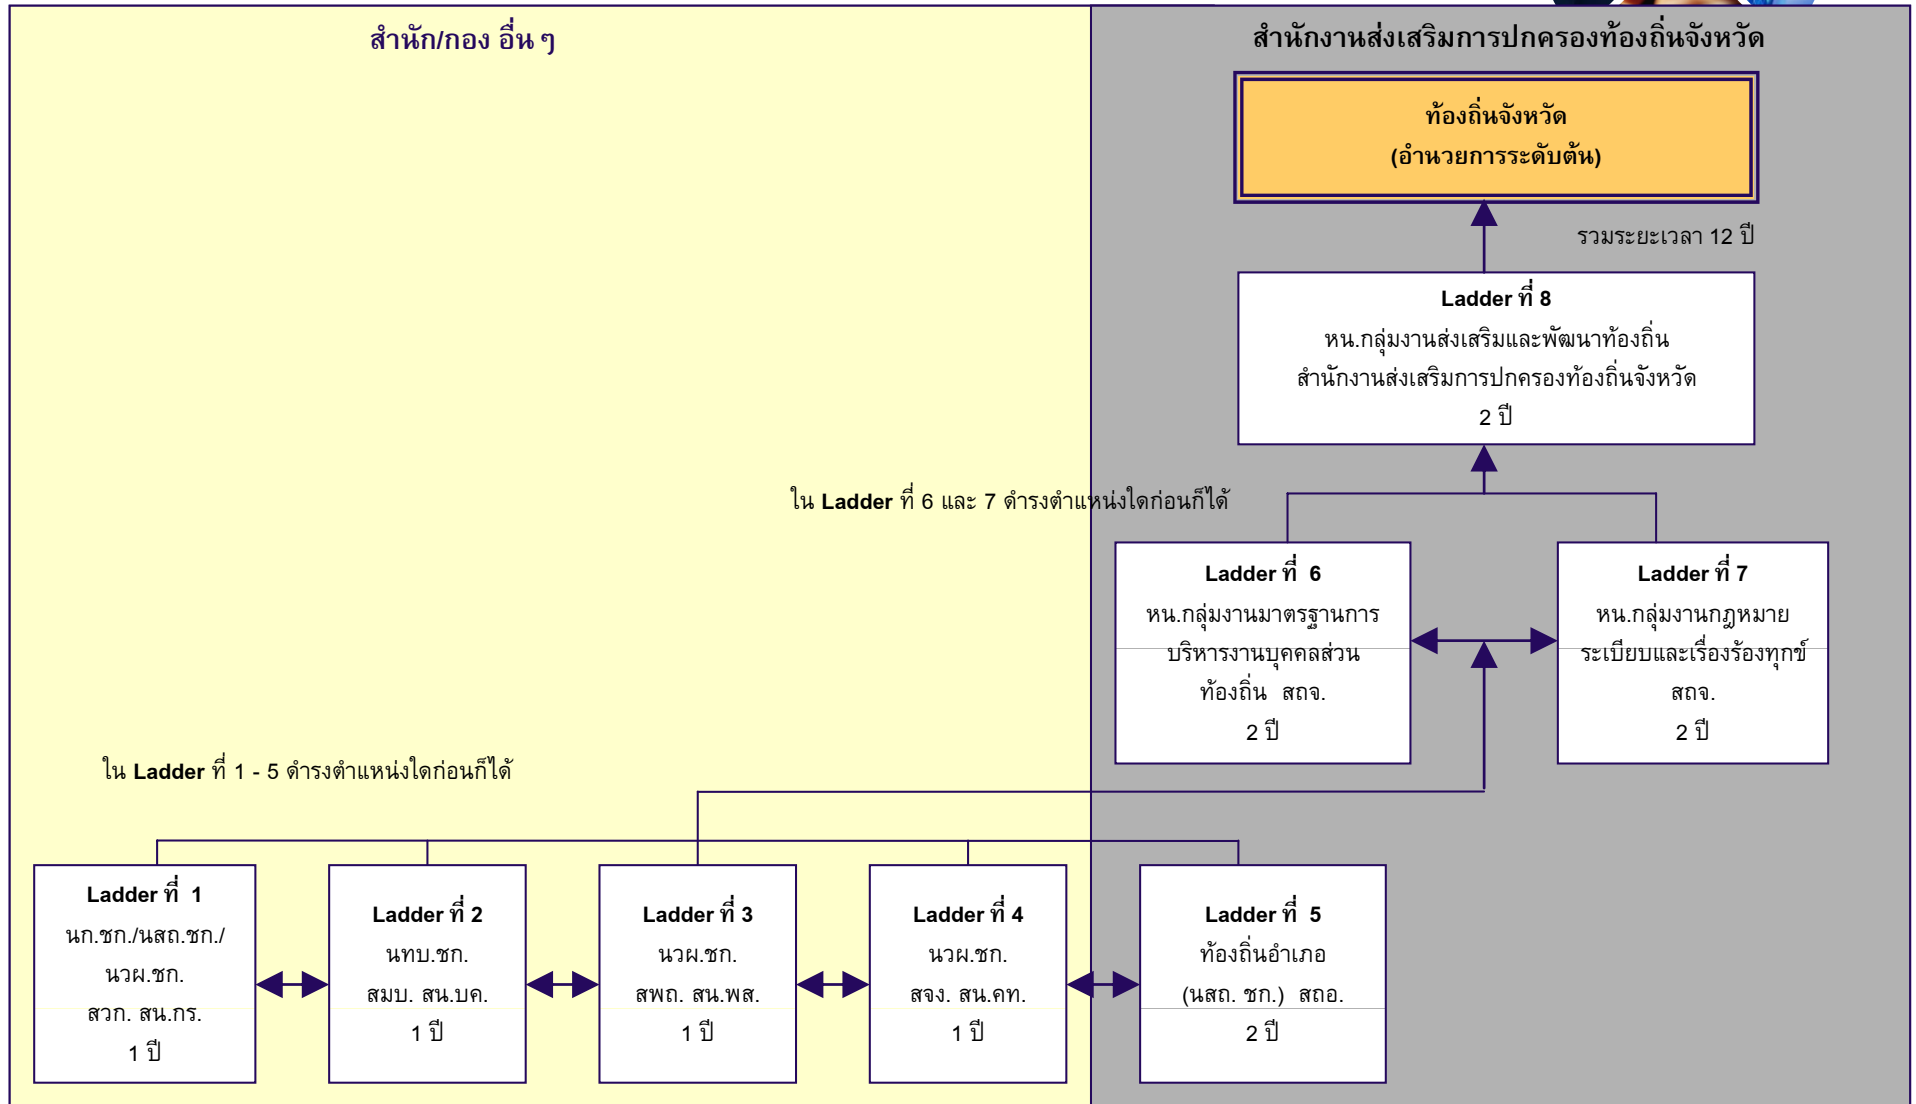 สำนัก/กอง อื่น ๆ
สำนักงานส่งเสริมการปกครองท้องถิ่นจังหวัด
ท้องถิ่นจังหวัด
(อำนวยการระดับต้น)
รวมระยะเวลา 12 ปี
Ladder ที่ 8
หน.กลุ่มงานส่งเสริมและพัฒนาท้องถิ่น
สำนักงานส่งเสริมการปกครองท้องถิ่นจังหวัด
2 ปี
ใน Ladder ที่ 6 และ 7 ดำรงตำแหน่งใดก่อนก็ได้
Ladder ที่ 6
หน.กลุ่มงานมาตรฐานการ
บริหารงานบุคคลส่วน
ท้องถิ่น สถจ.
2 ปี
Ladder ที่ 7
หน.กลุ่มงานกฎหมาย
ระเบียบและเรื่องร้องทุกข์
สถจ.
2 ปี
ใน Ladder ที่ 1 - 5 ดำรงตำแหน่งใดก่อนก็ได้
Ladder ที่ 1
นก.ชก./นสถ.ชก./
นวผ.ชก.
สวก. สน.กร.
1 ปี
Ladder ที่ 2
นทบ.ชก.
สมบ. สน.บค.
1 ปี
Ladder ที่ 3
นวผ.ชก.
สพถ. สน.พส.
1 ปี
Ladder ที่ 4
นวผ.ชก.
สจง. สน.คท.
1 ปี
Ladder ที่ 5
ท้องถิ่นอำเภอ
(นสถ. ชก.) สถอ.
2 ปี